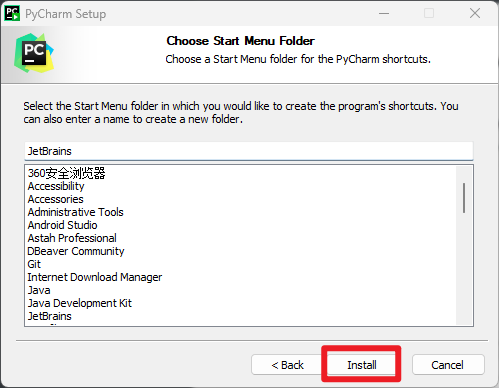 PyCharm Setup
Choose Start Menu Folder
Choose a Start Menu folder for the PyCharm shortcuts.
PC
Select the Start Menu folder in which you would like to create the program's shortcuts. You
can also enter a name to create a new folder.
JetBrains
360安全浏览器
Accessibility
Accessories
Administrative Tools
Android Studio
Astah Professional
DBeaver Community
Git
Internet Download Manager
Java
Java Development Kit
JetBrains
< Back Install Cancel